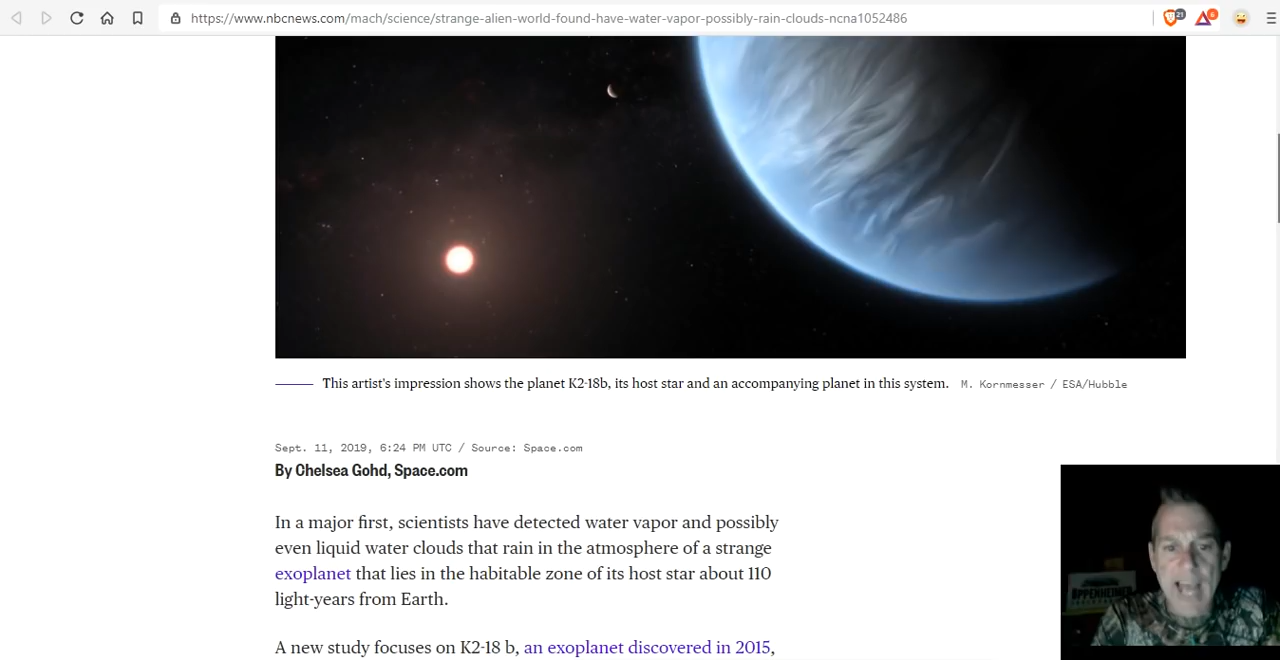 https://www.nbcnews.com/mach/science/strange-alien-world-found-have-water-vapor-possibly-rain-clouds-ncna1052486
21
6
This artist's impression shows the planet K2-18b, its host star and an accompanying planet in this system. M. Kornmesser / ESA/Hubble
Sept. 11, 2019, 6:24 PM UTC / Source: Space.com
By Chelsea Gohd, Space.com
In a major first, scientists have detected water vapor and possibly
even liquid water clouds that rain in the atmosphere of a strange
exoplanet that lies in the habitable zone of its host star about 110
light-years from Earth.
A new study focuses on K2-18 b, an exoplanet discovered in 2015,
OPPENHEIMER